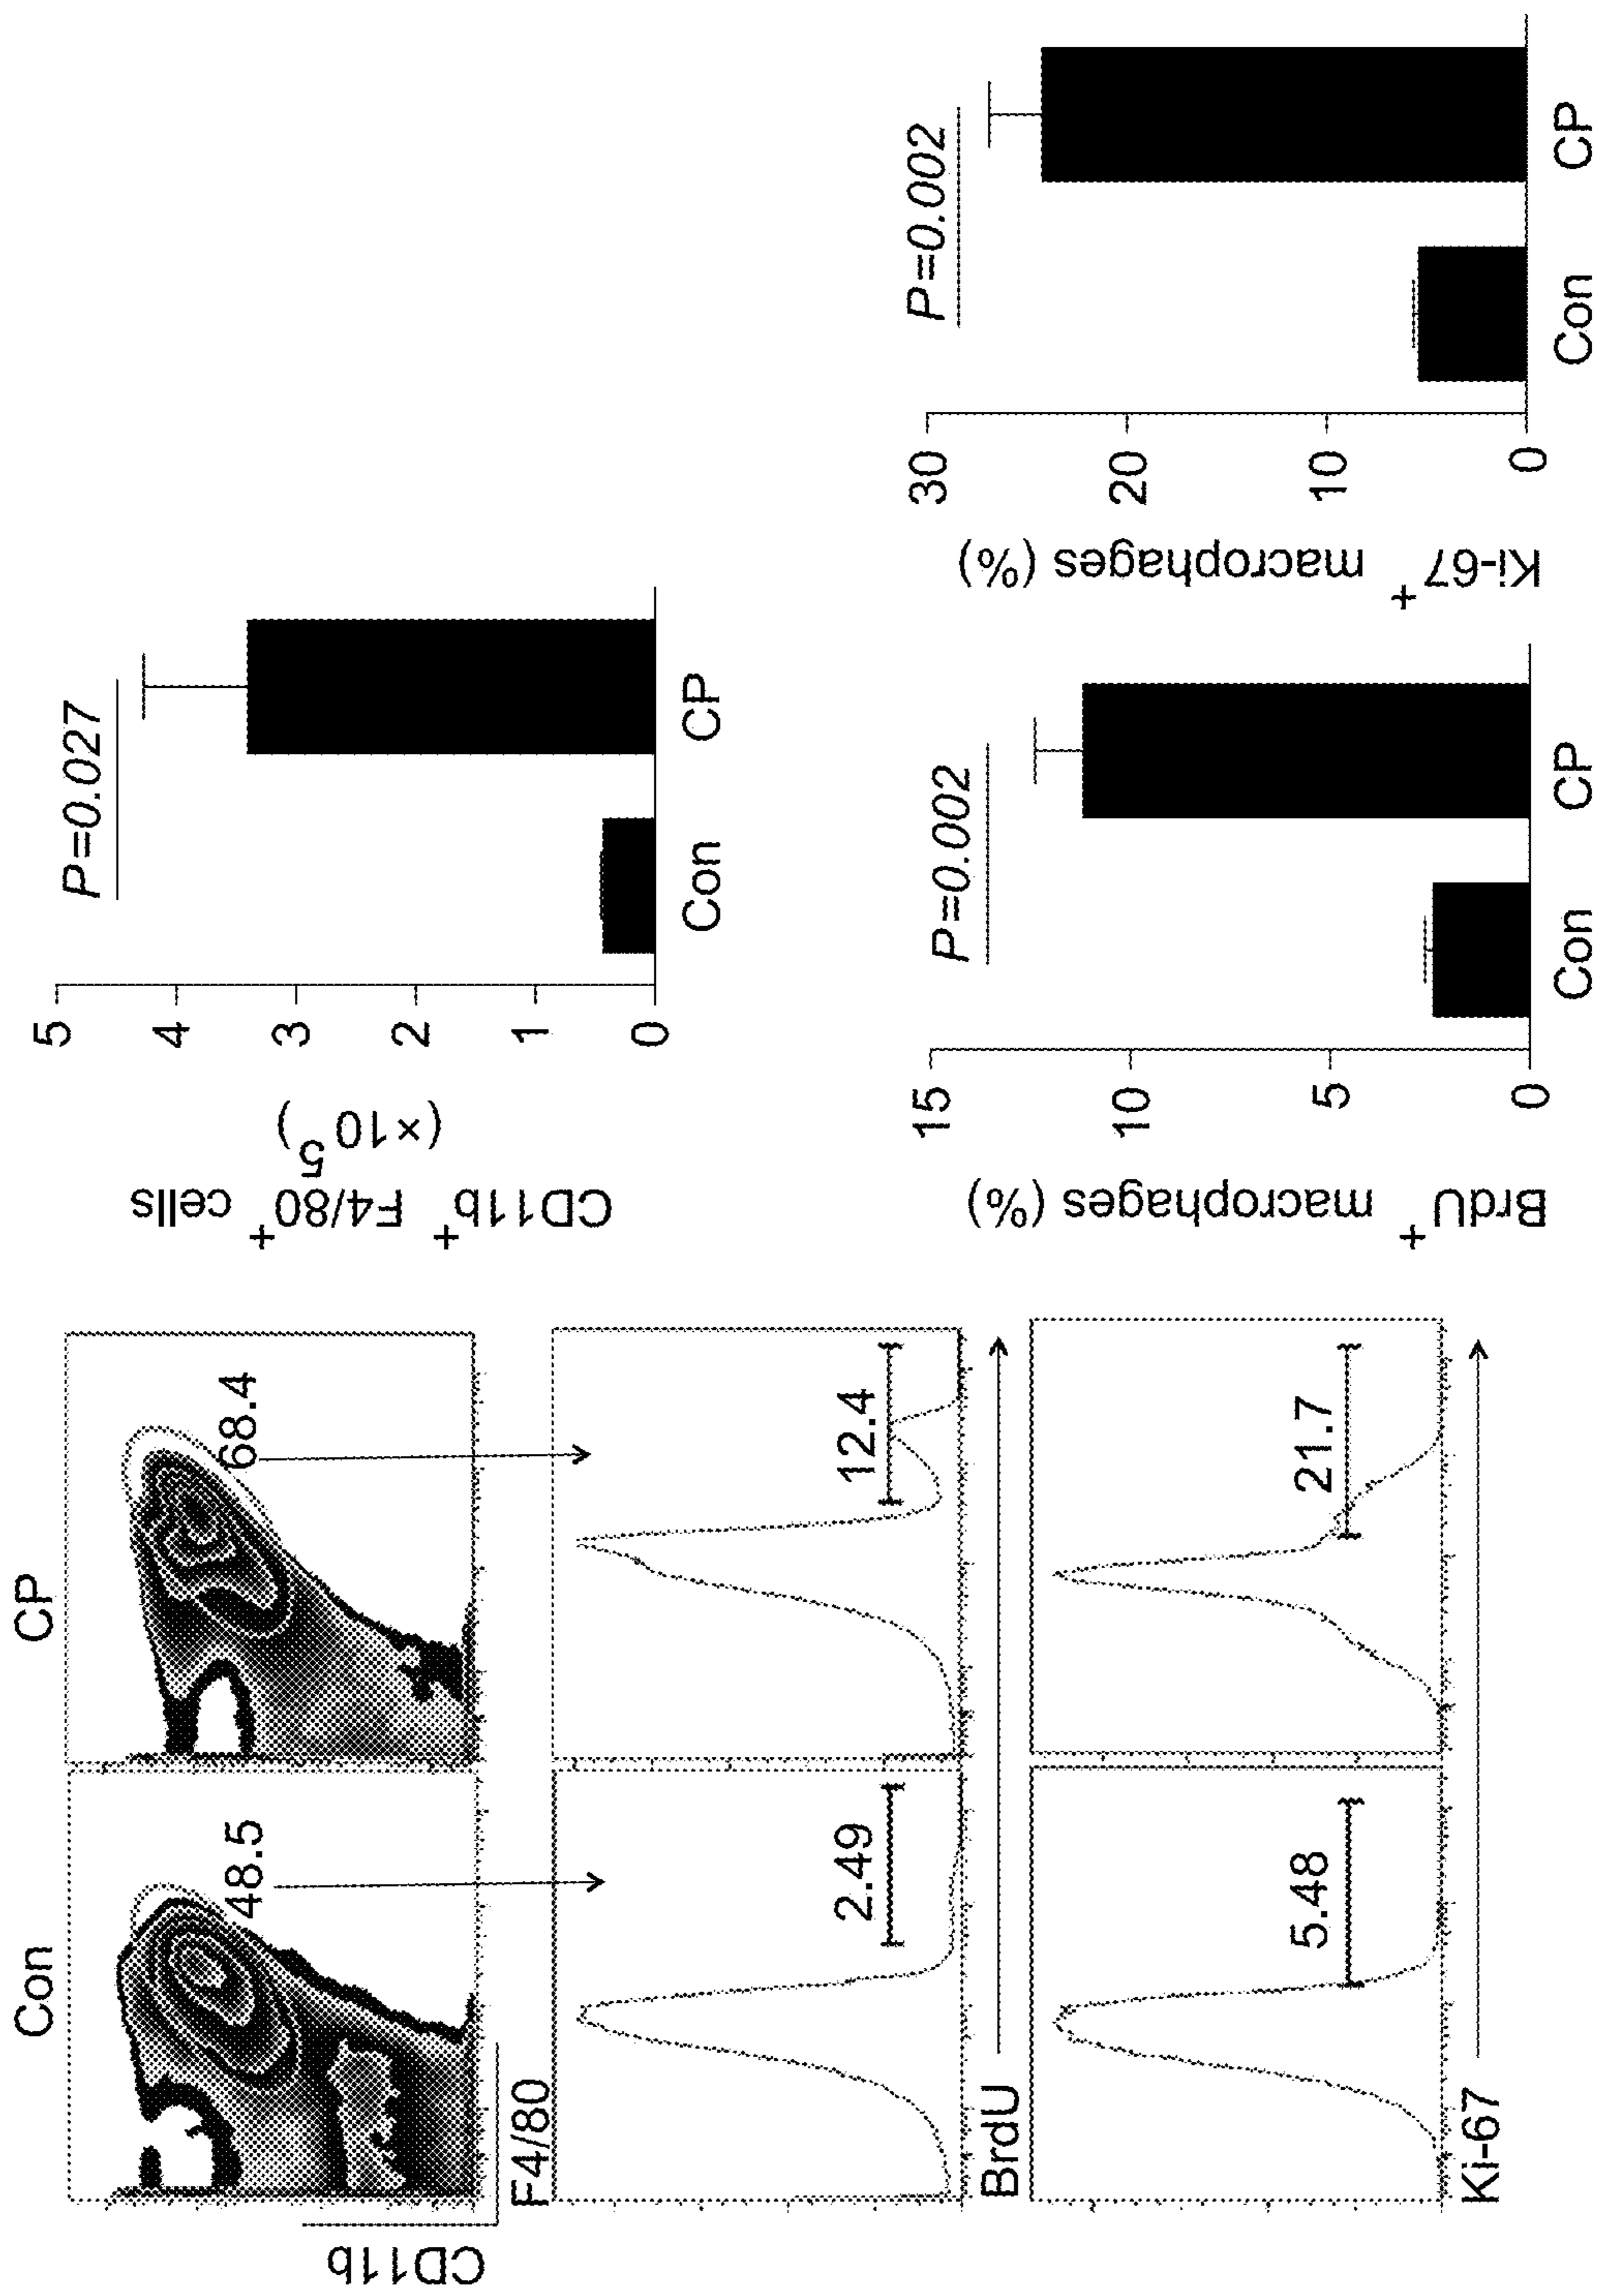 Con
CP
CD11b
48.5
68.4
F4/80
2.49
12.4
BrdU
5.48
21.7
Ki-67
CD11b⁺ F4/80⁺ cells
(×10⁵)
5
4
3
2
1
0
P=0.027
Con
CP
BrdU⁺ macrophages (%)
15
10
5
0
P=0.002
Con
CP
Ki-67⁺ macrophages (%)
30
20
10
0
P=0.002
Con
CP